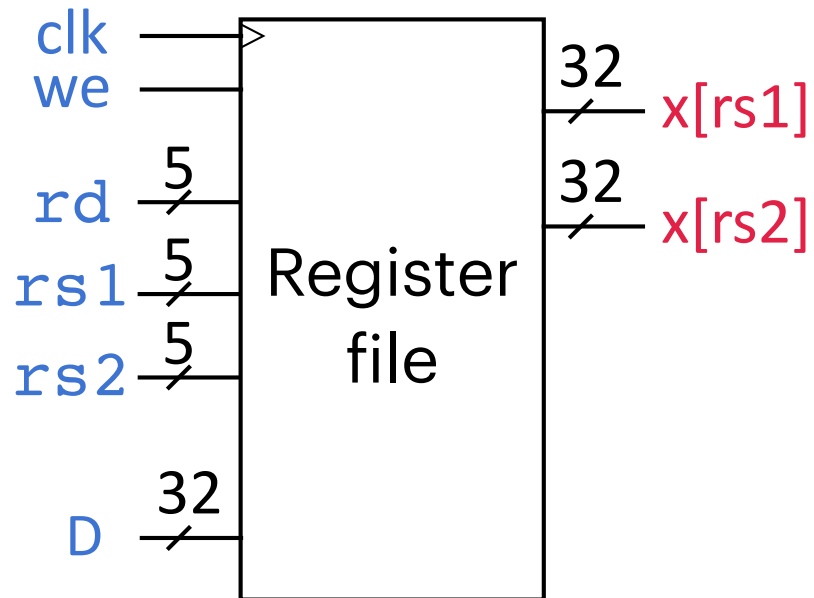 clk
we
5
rd
5
rs1
5
rs2
32
D
Register
file
32
x[rs1]
32
x[rs2]